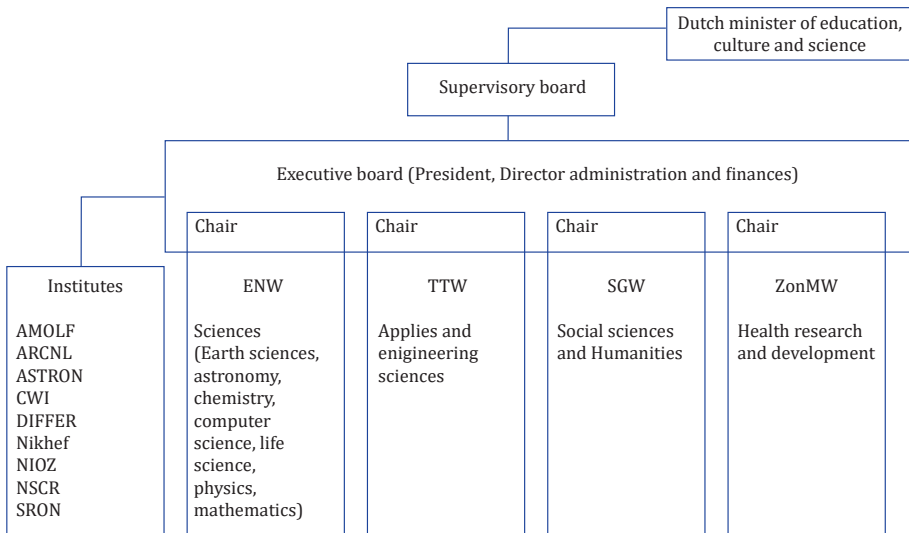 Dutch minister of education,
culture and science
Supervisory board
Executive board (President, Director administration and finances)
Chair
Chair
Chair
Chair
Institutes
AMOLF
ARCNL
ASTRON
CWI
DIFFER
Nikhef
NIOZ
NSCR
SRON
ENW
Sciences
(Earth sciences,
astronomy,
chemistry,
computer
science, life
science,
physics,
mathematics)
TTW
Applies and
enigineering
sciences
SGW
Social sciences
and Humanities
ZonMW
Health research
and development